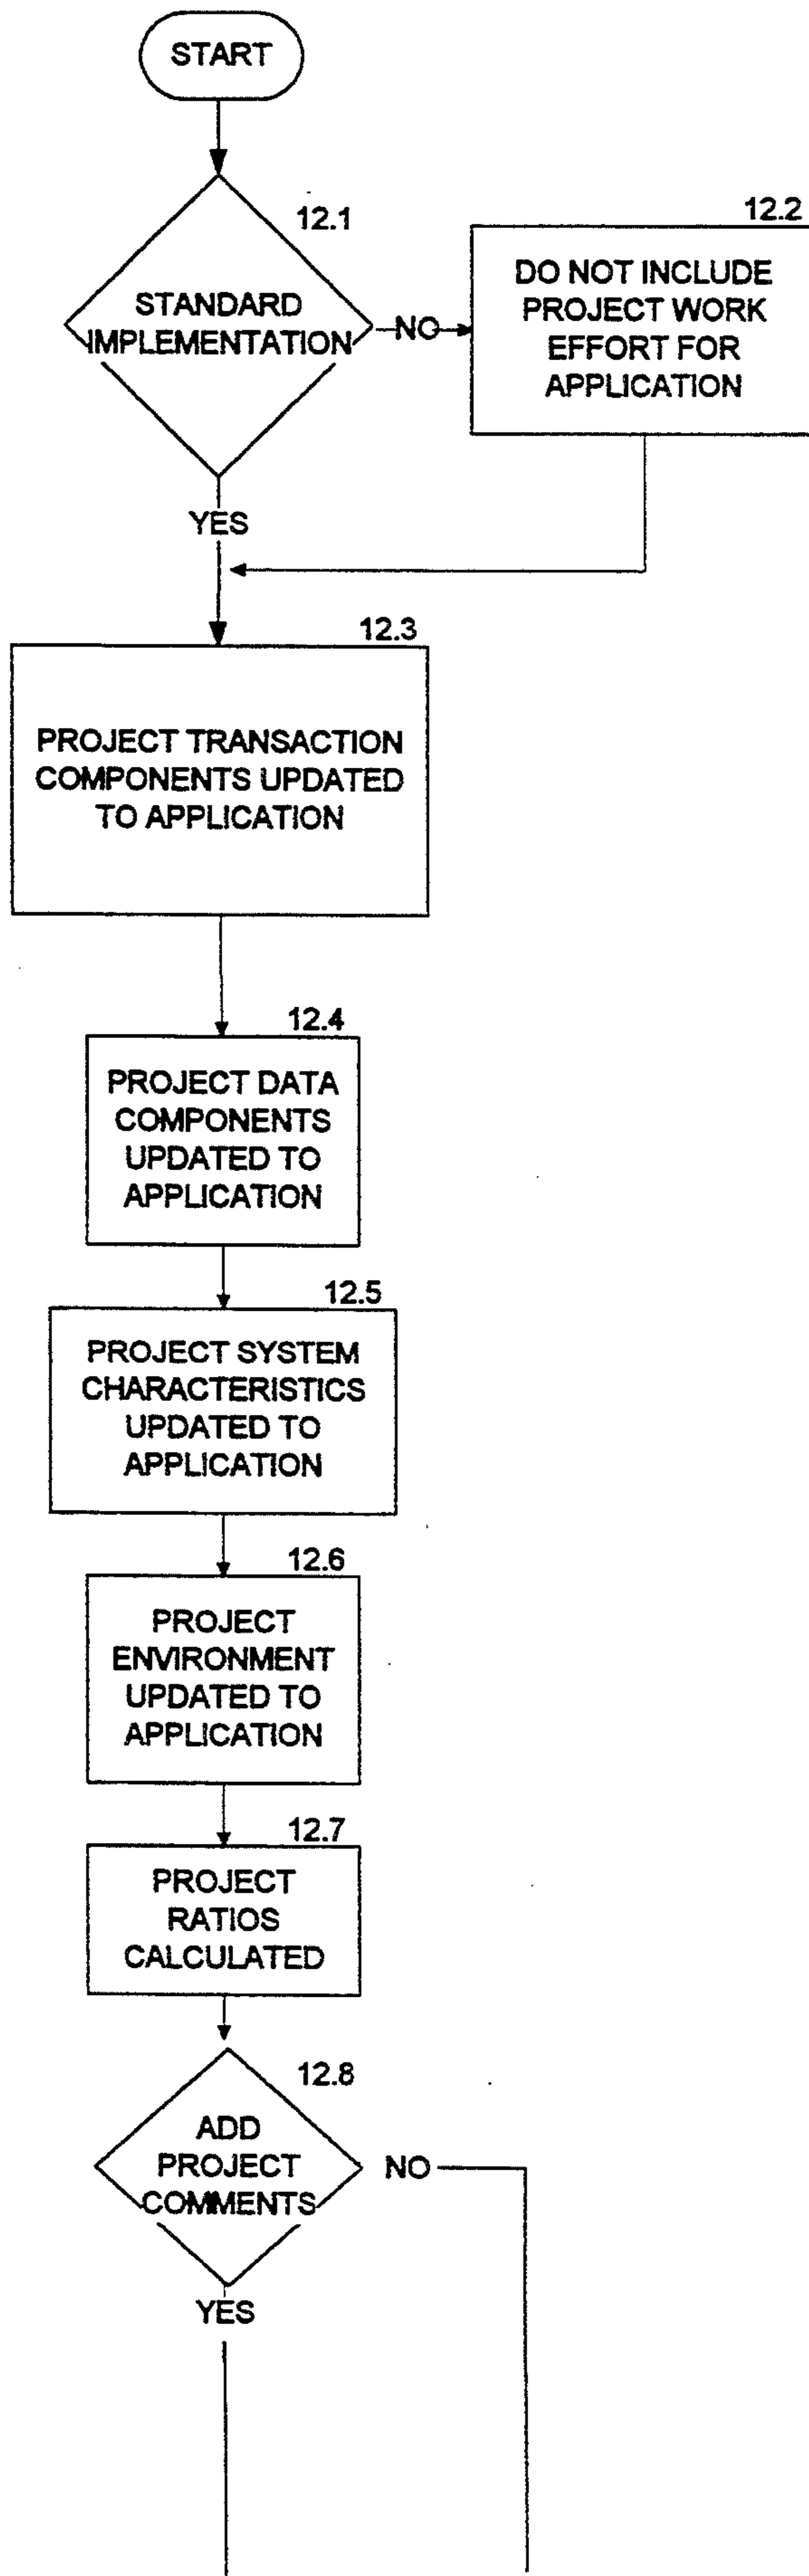 START
12.1
STANDARD
IMPLEMENTATION
NO
12.2
DO NOT INCLUDE
PROJECT WORK
EFFORT FOR
APPLICATION
YES
12.3
PROJECT TRANSACTION
COMPONENTS UPDATED
TO APPLICATION
12.4
PROJECT DATA
COMPONENTS
UPDATED TO
APPLICATION
12.5
PROJECT SYSTEM
CHARACTERISTICS
UPDATED TO
APPLICATION
12.6
PROJECT
ENVIRONMENT
UPDATED TO
APPLICATION
12.7
PROJECT
RATIOS
CALCULATED
12.8
ADD
PROJECT
COMMENTS
NO
YES